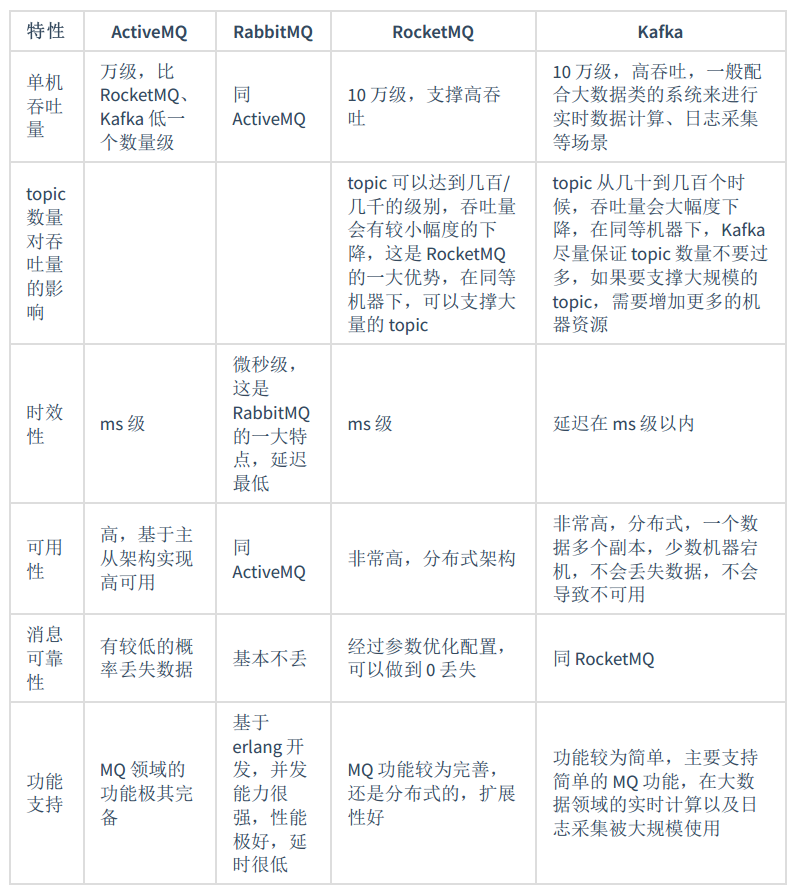 特性
ActiveMQ
RabbitMQ
RocketMQ
Kafka
单机
吞吐
量
万级，比
RocketMQ、
Kafka 低一
个数量级
同
ActiveMQ
10 万级，支撑高吞
吐
10 万级，高吞吐，一般配
合大数据类的系统来进行
实时数据计算、日志采集
等场景
topic
数量
对吞
吐量
的影
响
topic 可以达到几百/
几千的级别，吞吐量
会有较小幅度的下
降，这是 RocketMQ
的一大优势，在同等
机器下，可以支撑大
量的 topic
topic 从几十到几百个时
候，吞吐量会大幅度下
降，在同等机器下，Kafka
尽量保证 topic 数量不要过
多，如果要支撑大规模的
topic，需要增加更多的机
器资源
时效
性
ms 级
微秒级，
这是
RabbitMQ
的一大特
点，延迟
最低
ms 级
延迟在 ms 级以内
可用
性
高，基于主
从架构实现
高可用
同
ActiveMQ
非常高，分布式架构
非常高，分布式，一个数
据多个副本，少数机器宕
机，不会丢失数据，不会
导致不可用
消息
可靠
性
有较低的概
率丢失数据
基本不丢
经过参数优化配置，
可以做到 0 丢失
同 RocketMQ
功能
支持
MQ 领域的
功能极其完
备
基于
erlang 开
发，并发
能力很
强，性能
极好，延
时很低
MQ 功能较为完善，
还是分布式的，扩展
性好
功能较为简单，主要支持
简单的 MQ 功能，在大数
据领域的实时计算以及日
志采集被大规模使用